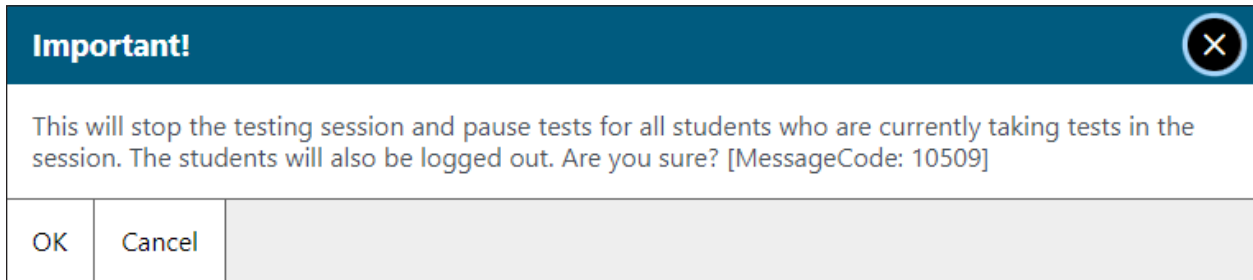 Important!
This will stop the testing session and pause tests for all students who are currently taking tests in the
session. The students will also be logged out. Are you sure? [MessageCode: 10509]
OK Cancel